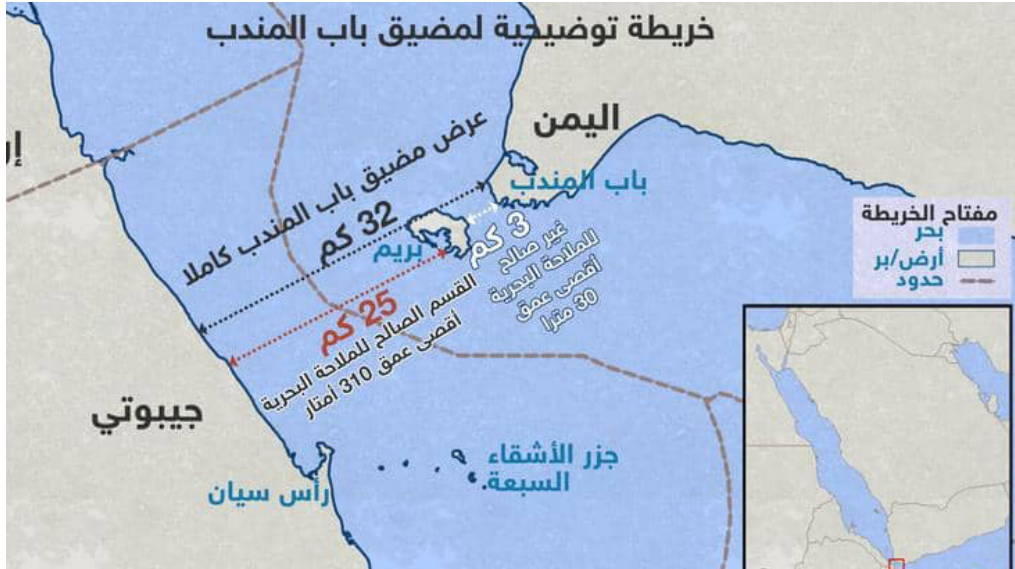 خريطة توضيحية لمضيق باب المندب
اليمن
باب المندب
عرض مضيق باب المندب كاملا
32 كم
3 كم
غير صالح
للملاحة البحرية
أقصى عمق
30 مترا
بريم
25 كم
القسم الصالح للملاحة البحرية
أقصى عمق 310 أمتار
مفتاح الخريطة
بحر
أرض/بر
حدود
جيبوتي
جزر الأشقاء
السبعة
رأس سيان